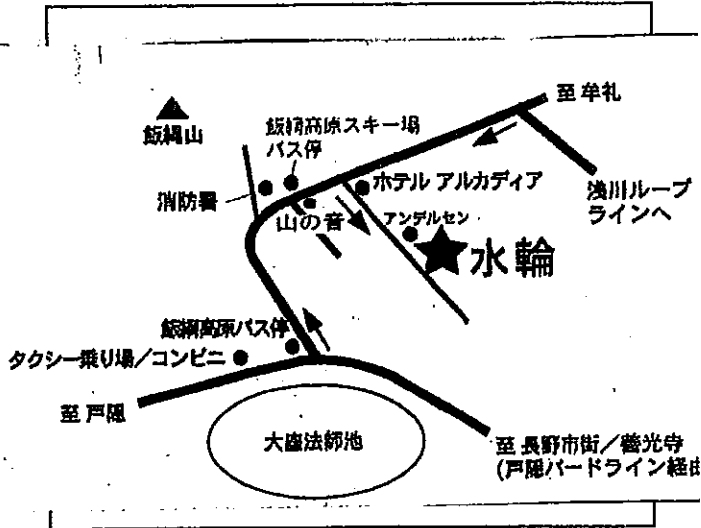 至 牟礼
飯縄山
飯綱高原スキー場
バス停
消防署
ホテル アルカディア
浅川ループ
ラインへ
山の音
アンデルセン
水輪
飯綱高原バス停
タクシー乗り場／コンビニ
至 戸隠
大座法師池
至 長野市街／善光寺
(戸隠バードライン経由